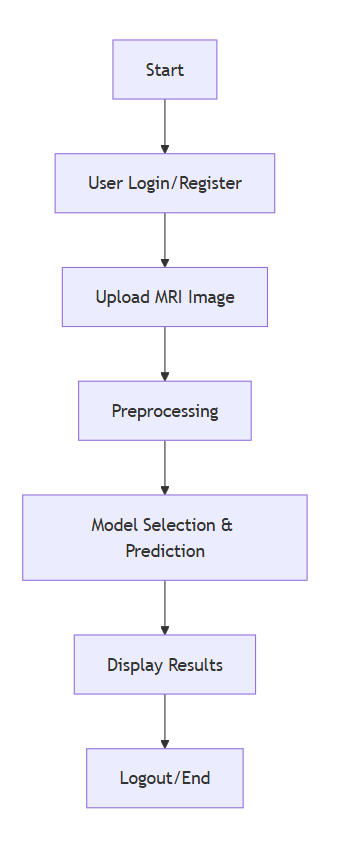 Start
User Login/Register
Upload MRI Image
Preprocessing
Model Selection &
Prediction
Display Results
Logout/End